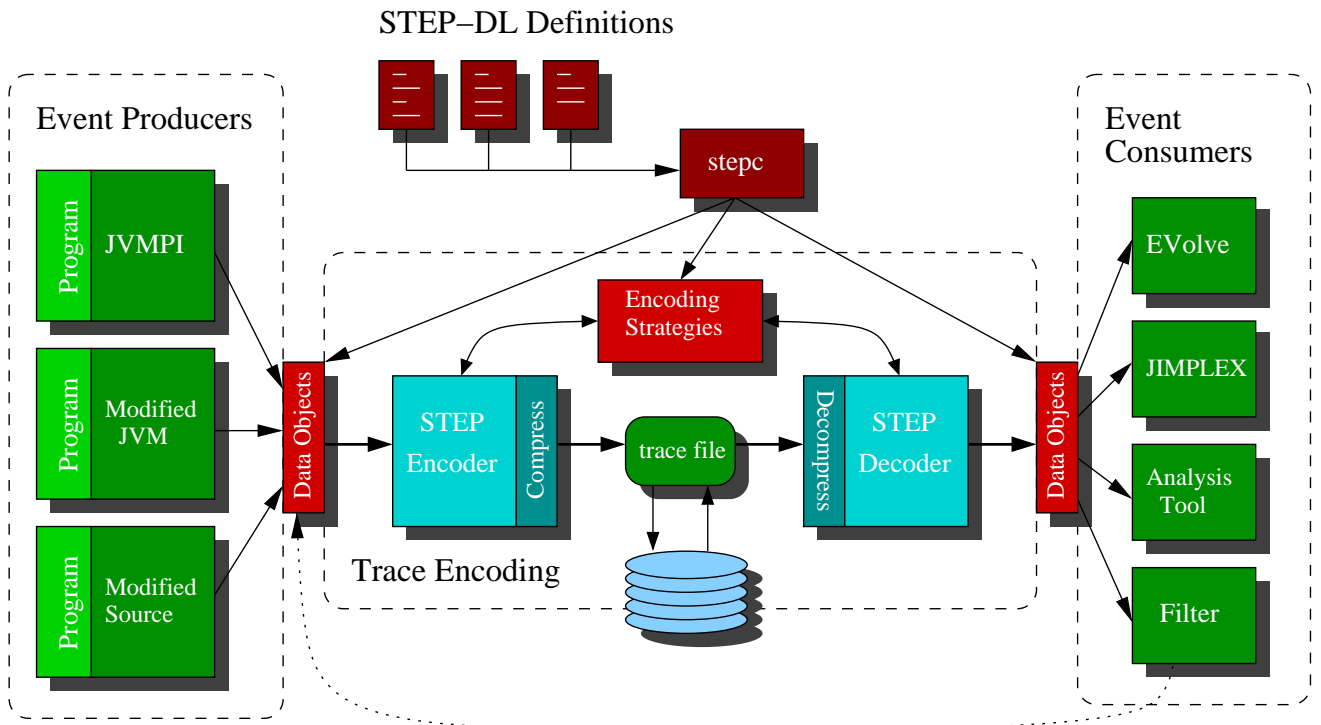 STEP–DL Definitions
Event Producers
Event
Consumers
stepc
Program
JVMPI
EVolve
Encoding
Strategies
Program
Modified
JVM
Data Objects
STEP
Encoder
Compress
trace file
Decompress
STEP
Decoder
Data Objects
JIMPLEX
Analysis
Tool
Trace Encoding
Program
Modified
Source
Filter